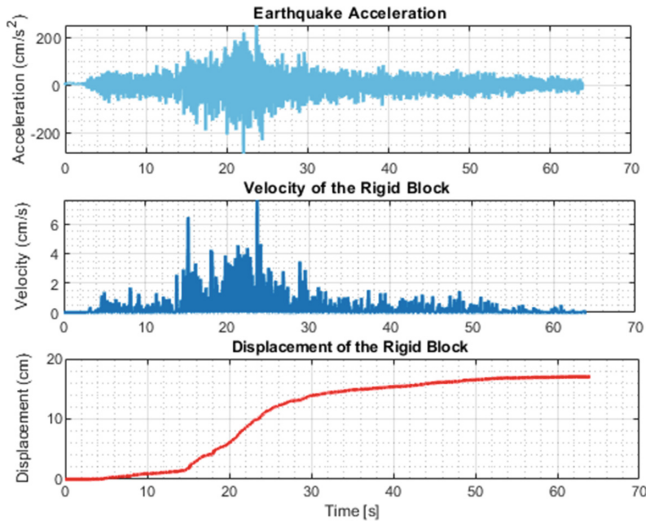 Earthquake Acceleration
Acceleration (cm/s²)
200
0
-200
0 10 20 30 40 50 60 70
Velocity of the Rigid Block
Velocity (cm/s)
6
4
2
0
0 10 20 30 40 50 60 70
Displacement of the Rigid Block
Displacement (cm)
20
10
0
0 10 20 30 40 50 60 70
Time [s]